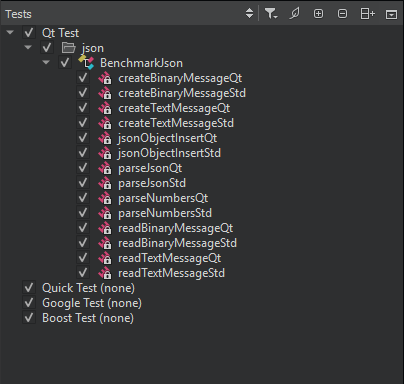 Tests
Qt Test
json
BenchmarkJson
createBinaryMessageQt
createBinaryMessageStd
createTextMessageQt
createTextMessageStd
jsonObjectInsertQt
jsonObjectInsertStd
parseJsonQt
parseJsonStd
parseNumbersQt
parseNumbersStd
readBinaryMessageQt
readBinaryMessageStd
readTextMessageQt
readTextMessageStd
Quick Test (none)
Google Test (none)
Boost Test (none)